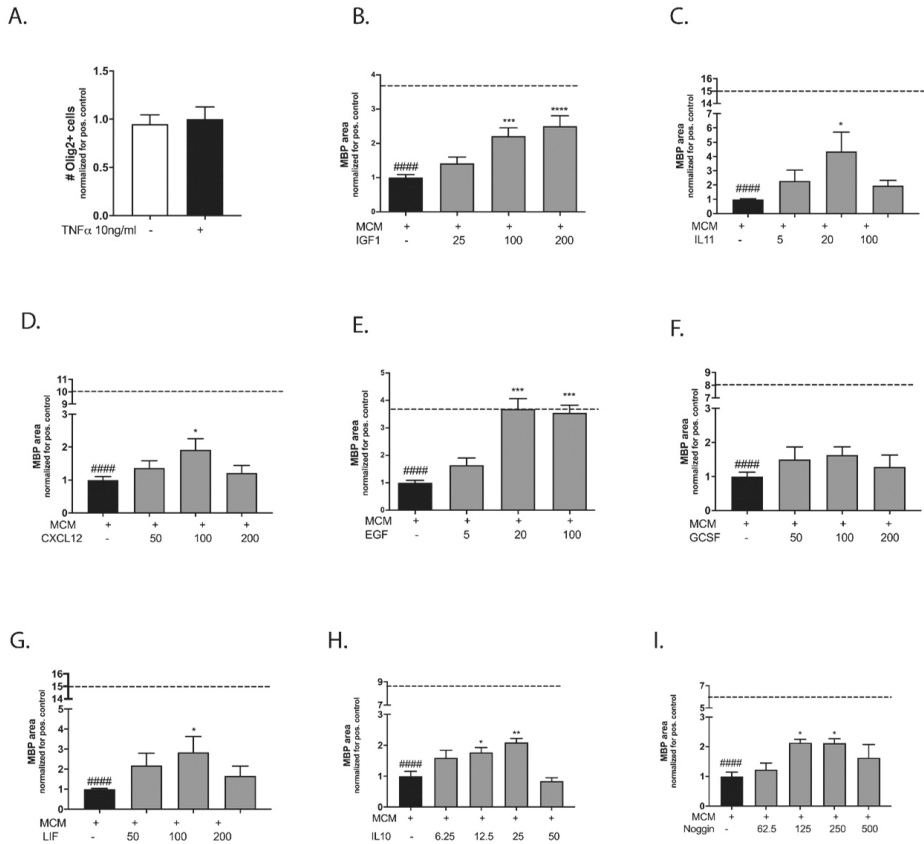 A.
# Olig2+ cells
normalized for pos. control
1.5
1.0
0.5
0.0
TNFα 10ng/ml - +
B.
MBP area
normalized for pos. control
4
3
2
1
0
####
***
****
MCM + + + +
IGF1 - 25 100 200
C.
MBP area
normalized for pos. control
16
15
14
6
5
4
3
2
1
0
####
*
MCM + + + +
IL11 - 5 20 100
D.
MBP area
normalized for pos. control
11
10
9
3
2
1
0
####
*
MCM + + + +
CXCL12 - 50 100 200
E.
MBP area
normalized for pos. control
5
4
3
2
1
0
####
***
***
MCM + + + +
EGF - 5 20 100
F.
MBP area
normalized for pos. control
9
8
7
3
2
1
0
####
MCM + + + +
GCSF - 50 100 200
G.
MBP area
normalized for pos. control
16
15
14
5
4
3
2
1
0
####
*
MCM + + + +
LIF - 50 100 200
H.
MBP area
normalized for pos. control
9
8
3
2
1
0
####
*
**
MCM + + + + +
IL10 - 6.25 12.5 25 50
I.
MBP area
normalized for pos. control
7
6
5
3
2
1
0
####
*
*
MCM + + + + +
Noggin - 62.5 125 250 500